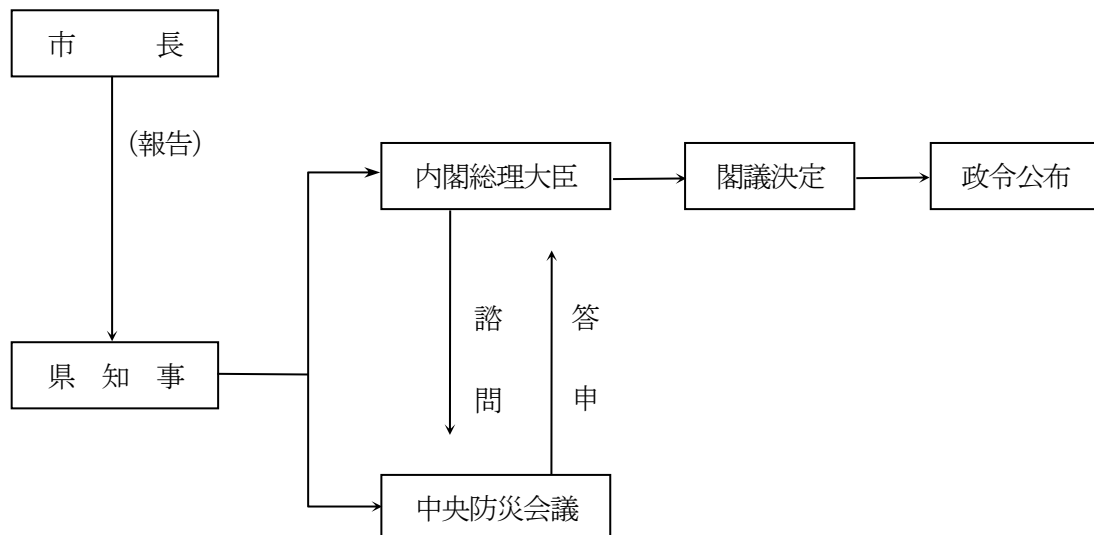 市　　　長
(報告)
内閣総理大臣
閣議決定
政令公布
諮問
答申
県　知　事
中央防災会議